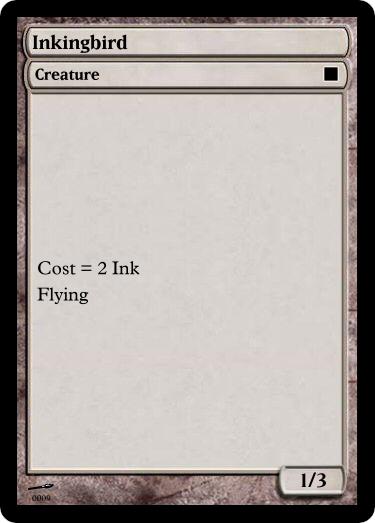 Inkingbird
Creature
Cost = 2 Ink
Flying
1/3
0009